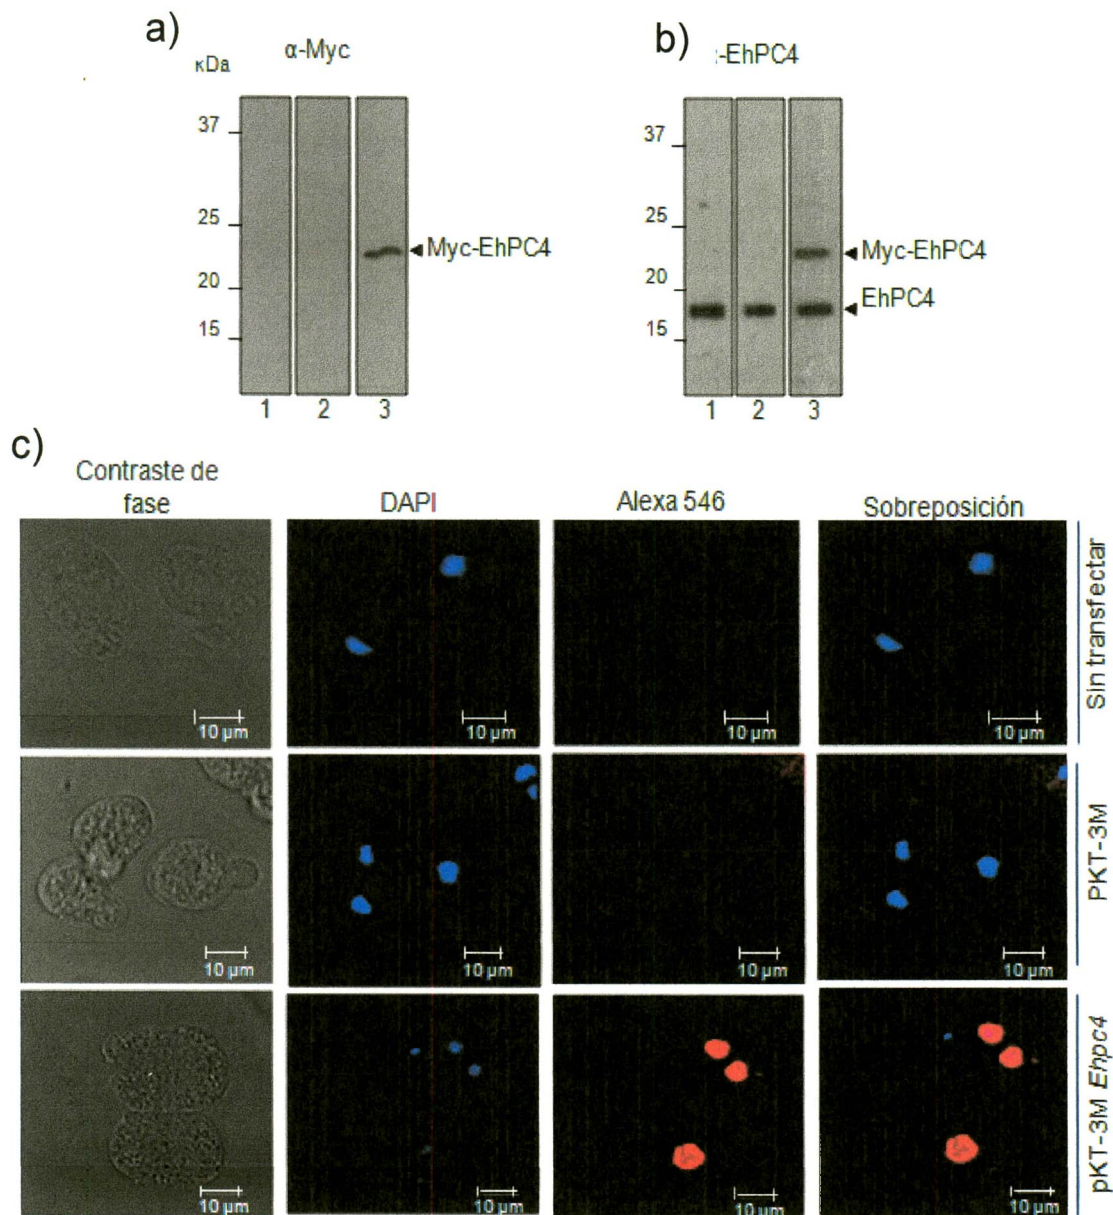 a)
α-Myc
кDa
37
25
20
15
Myc-EhPC4
1 2 3
b)
:-EhPC4
37
25
20
15
Myc-EhPC4
EhPC4
1 2 3
c)
Contraste de
fase
DAPI
Alexa 546
Sobreposición
10 µm
10 µm
10 µm
10 µm
Sin transfectar
10 µm
10 µm
10 µm
10 µm
PKT-3M
10 µm
10 µm
10 µm
10 µm
pKT-3M Ehpc4